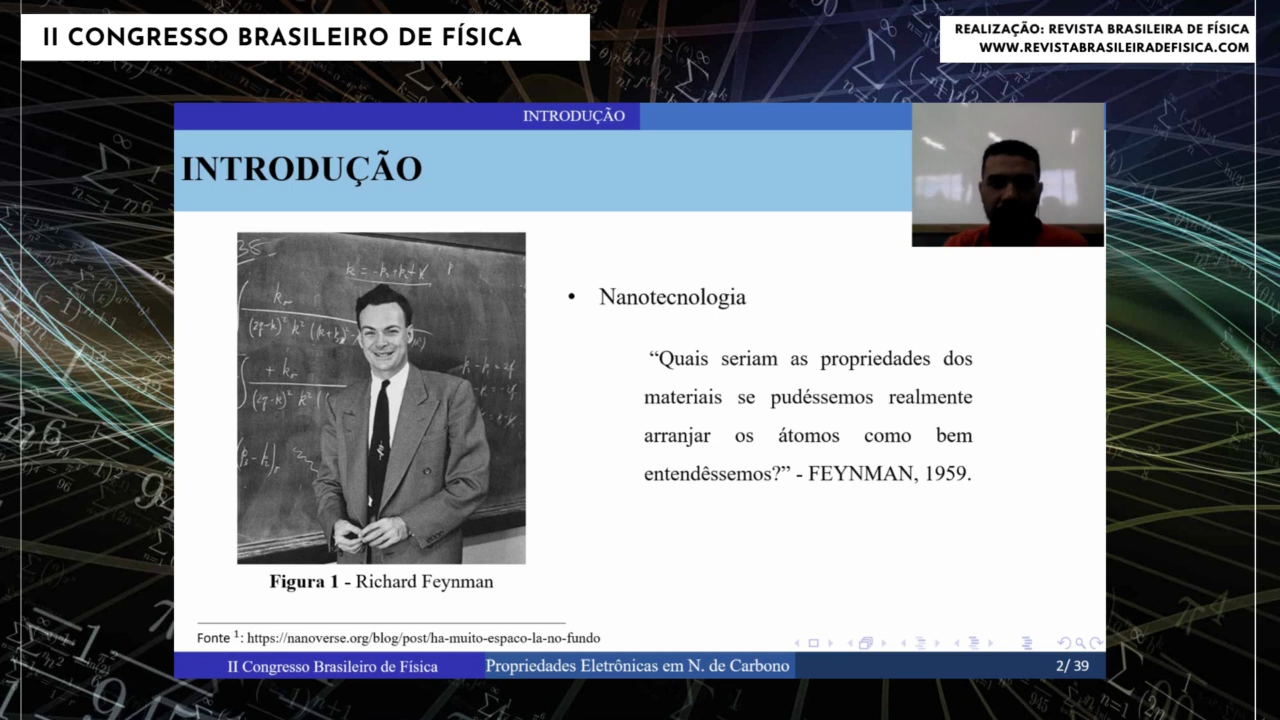 II CONGRESSO BRASILEIRO DE FÍSICA
REALIZAÇÃO: REVISTA BRASILEIRA DE FÍSICA
WWW.REVISTABRASILEIRADEFISICA.COM
INTRODUÇÃO
INTRODUÇÃO
• Nanotecnologia
“Quais seriam as propriedades dos
materiais se pudéssemos realmente
arranjar os átomos como bem
entendêssemos?” - FEYNMAN, 1959.
Figura 1 - Richard Feynman
Fonte ¹: https://nanoverse.org/blog/post/ha-muito-espaco-la-no-fundo
II Congresso Brasileiro de Física
Propriedades Eletrônicas em N. de Carbono
2/ 39